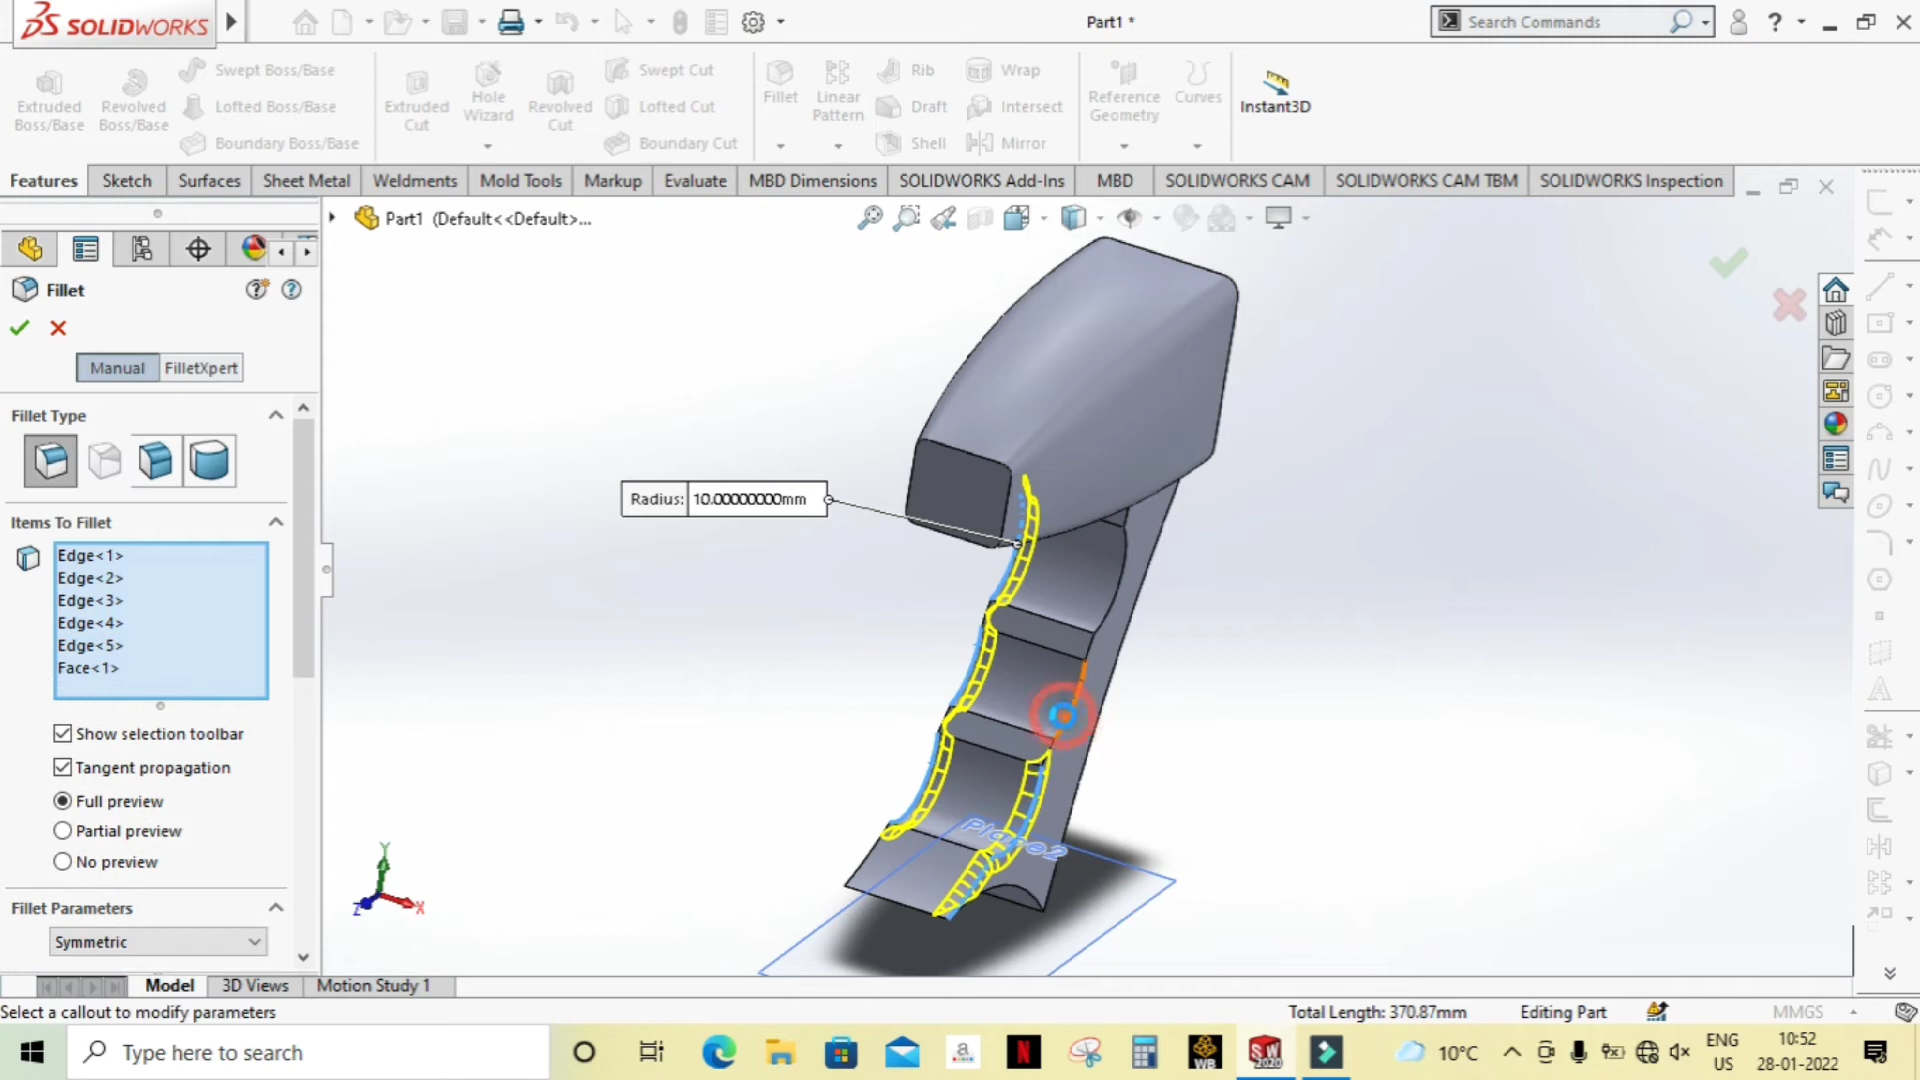 SOLIDWORKS
Part1 *
Search Commands
Extruded Boss/Base
Revolved Boss/Base
Swept Boss/Base
Lofted Boss/Base
Boundary Boss/Base
Extruded Cut
Hole Wizard
Revolved Cut
Swept Cut
Lofted Cut
Boundary Cut
Fillet
Linear Pattern
Rib
Draft
Shell
Wrap
Intersect
Mirror
Reference Geometry
Curves
Instant3D
Features
Sketch
Surfaces
Sheet Metal
Weldments
Mold Tools
Markup
Evaluate
MBD Dimensions
SOLIDWORKS Add-Ins
MBD
SOLIDWORKS CAM
SOLIDWORKS CAM TBM
SOLIDWORKS Inspection
Part1 (Default<<Default>...
Fillet
Manual
FilletXpert
Fillet Type
Items To Fillet
Edge<1>
Edge<2>
Edge<3>
Edge<4>
Edge<5>
Face<1>
Show selection toolbar
Tangent propagation
Full preview
Partial preview
No preview
Fillet Parameters
Symmetric
Radius: 10.00000000mm
Plane2
Y
X
Z
Model
3D Views
Motion Study 1
Select a callout to modify parameters
Total Length: 370.87mm
Editing Part
MMGS
Type here to search
10°C
ENG
US
10:52
28-01-2022